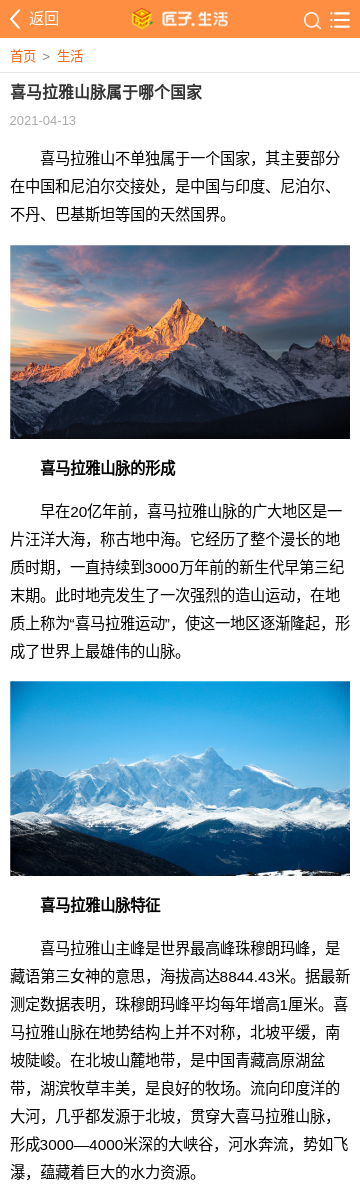 返回
匠子.生活
首页 > 生活
喜马拉雅山脉属于哪个国家
2021-04-13
喜马拉雅山不单独属于一个国家，其主要部分
在中国和尼泊尔交接处，是中国与印度、尼泊尔、
不丹、巴基斯坦等国的天然国界。
喜马拉雅山脉的形成
早在20亿年前，喜马拉雅山脉的广大地区是一
片汪洋大海，称古地中海。它经历了整个漫长的地
质时期，一直持续到3000万年前的新生代早第三纪
末期。此时地壳发生了一次强烈的造山运动，在地
质上称为“喜马拉雅运动”，使这一地区逐渐隆起，形
成了世界上最雄伟的山脉。
喜马拉雅山脉特征
喜马拉雅山主峰是世界最高峰珠穆朗玛峰，是
藏语第三女神的意思，海拔高达8844.43米。据最新
测定数据表明，珠穆朗玛峰平均每年增高1厘米。喜
马拉雅山脉在地势结构上并不对称，北坡平缓，南
坡陡峻。在北坡山麓地带，是中国青藏高原湖盆
带，湖滨牧草丰美，是良好的牧场。流向印度洋的
大河，几乎都发源于北坡，贯穿大喜马拉雅山脉，
形成3000—4000米深的大峡谷，河水奔流，势如飞
瀑，蕴藏着巨大的水力资源。